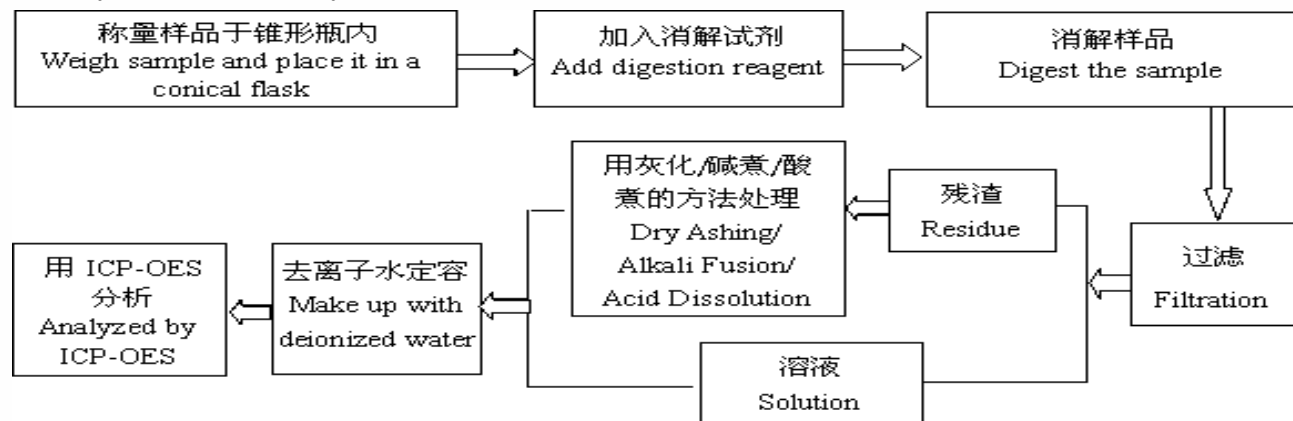 称量样品于锥形瓶内
Weigh sample and place it in a
conical flask
加入消解试剂
Add digestion reagent
消解样品
Digest the sample
过滤
Filtration
残渣
Residue
用灰化/碱煮/酸
煮的方法处理
Dry Ashing/
Alkali Fusion/
Acid Dissolution
溶液
Solution
去离子水定容
Make up with
deionized water
用 ICP-OES
分析
Analyzed by
ICP-OES